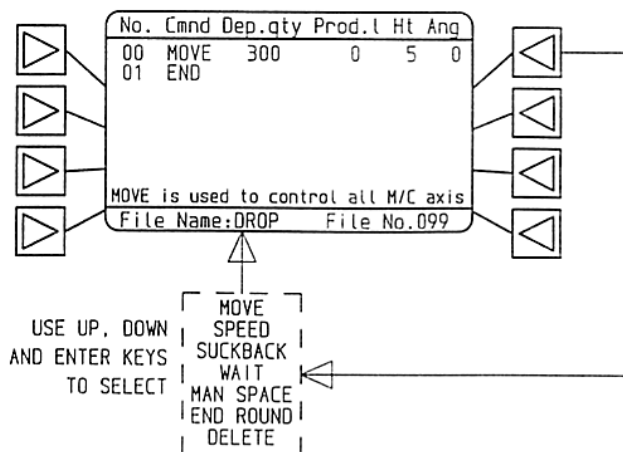 No. Cmnd Dep.qty Prod.l Ht Ang
00 MOVE 300 0 5 0
01 END
MOVE is used to control all M/C axis
File Name:DROP File No.099
USE UP, DOWN
AND ENTER KEYS
TO SELECT
MOVE
SPEED
SUCKBACK
WAIT
MAN SPACE
END ROUND
DELETE